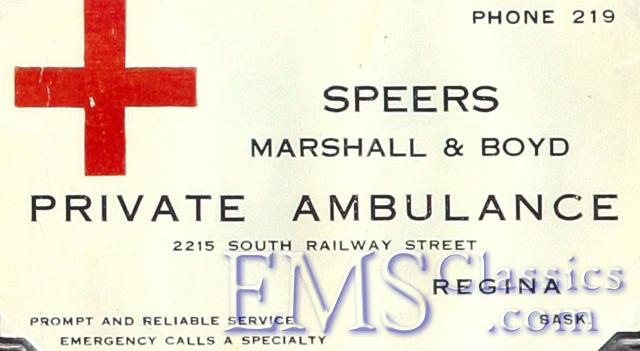 PHONE 219
SPEERS
MARSHALL & BOYD
PRIVATE AMBULANCE
2215 SOUTH RAILWAY STREET
REGINA
SASK.
PROMPT AND RELIABLE SERVICE
EMERGENCY CALLS A SPECIALTY
EMSClassics.com